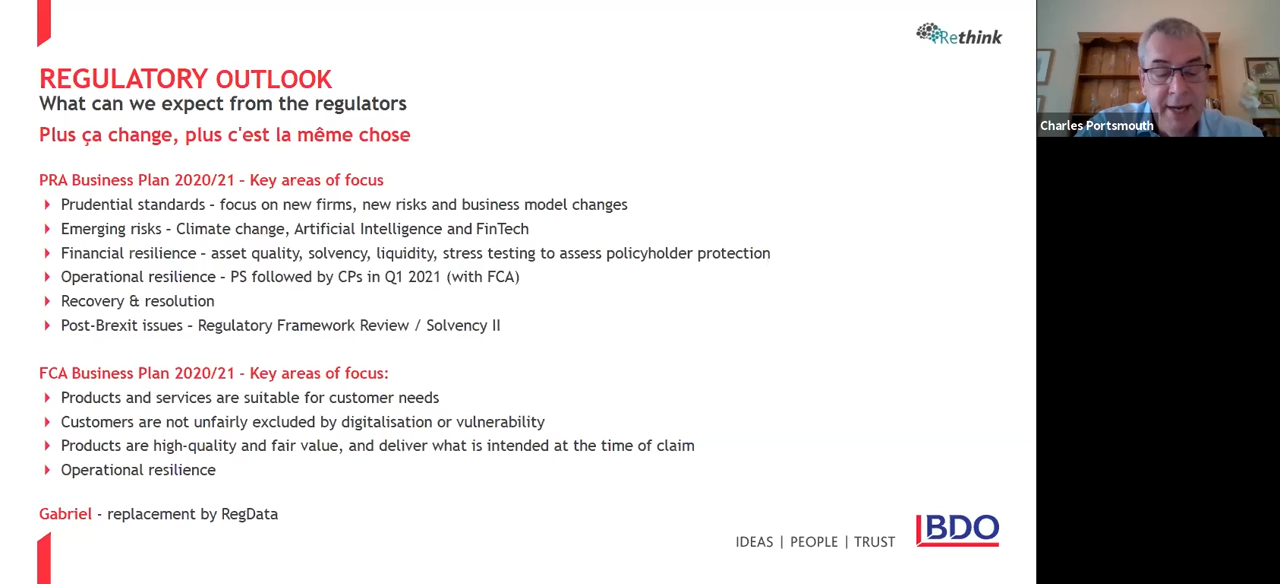 Rethink
REGULATORY OUTLOOK
What can we expect from the regulators
Plus ça change, plus c'est la même chose
Charles Portsmouth
PRA Business Plan 2020/21 – Key areas of focus
Prudential standards – focus on new firms, new risks and business model changes
Emerging risks – Climate change, Artificial Intelligence and FinTech
Financial resilience – asset quality, solvency, liquidity, stress testing to assess policyholder protection
Operational resilience – PS followed by CPs in Q1 2021 (with FCA)
Recovery & resolution
Post-Brexit issues – Regulatory Framework Review / Solvency II
FCA Business Plan 2020/21 - Key areas of focus:
Products and services are suitable for customer needs
Customers are not unfairly excluded by digitalisation or vulnerability
Products are high-quality and fair value, and deliver what is intended at the time of claim
Operational resilience
Gabriel - replacement by RegData
IDEAS | PEOPLE | TRUST
BDO